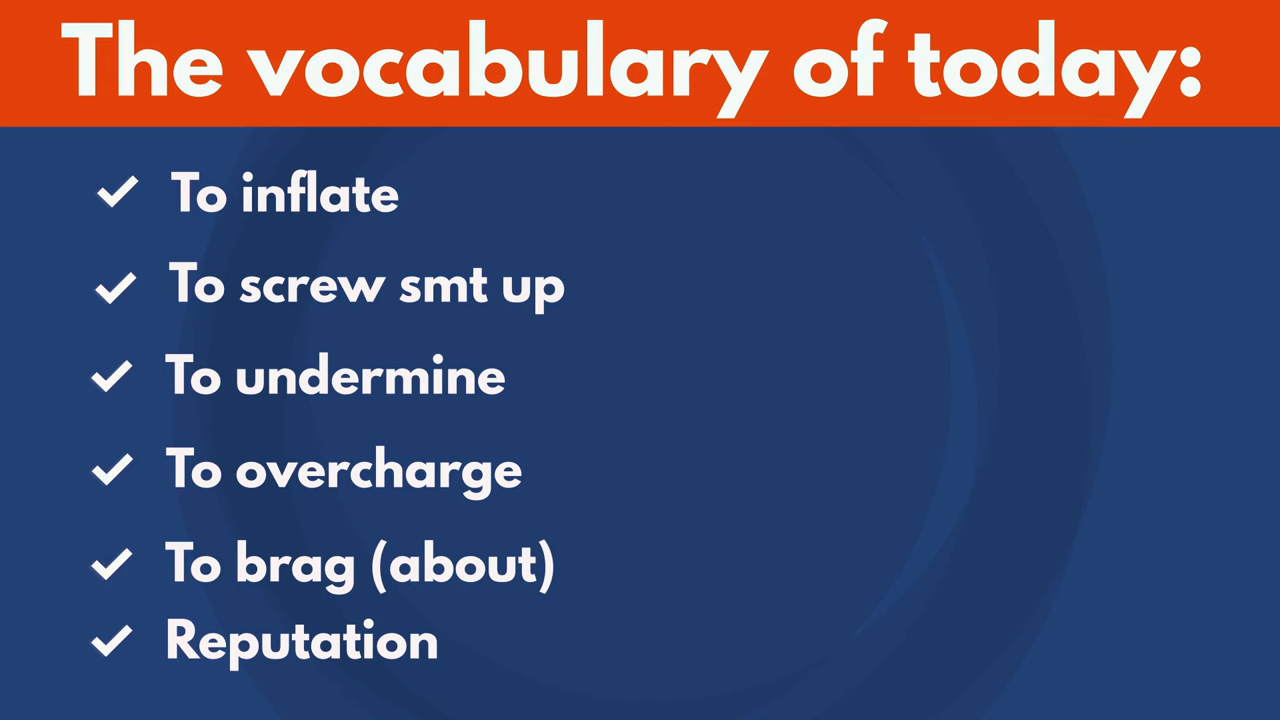 The vocabulary of today:
To inflate
To screw smt up
To undermine
To overcharge
To brag (about)
Reputation